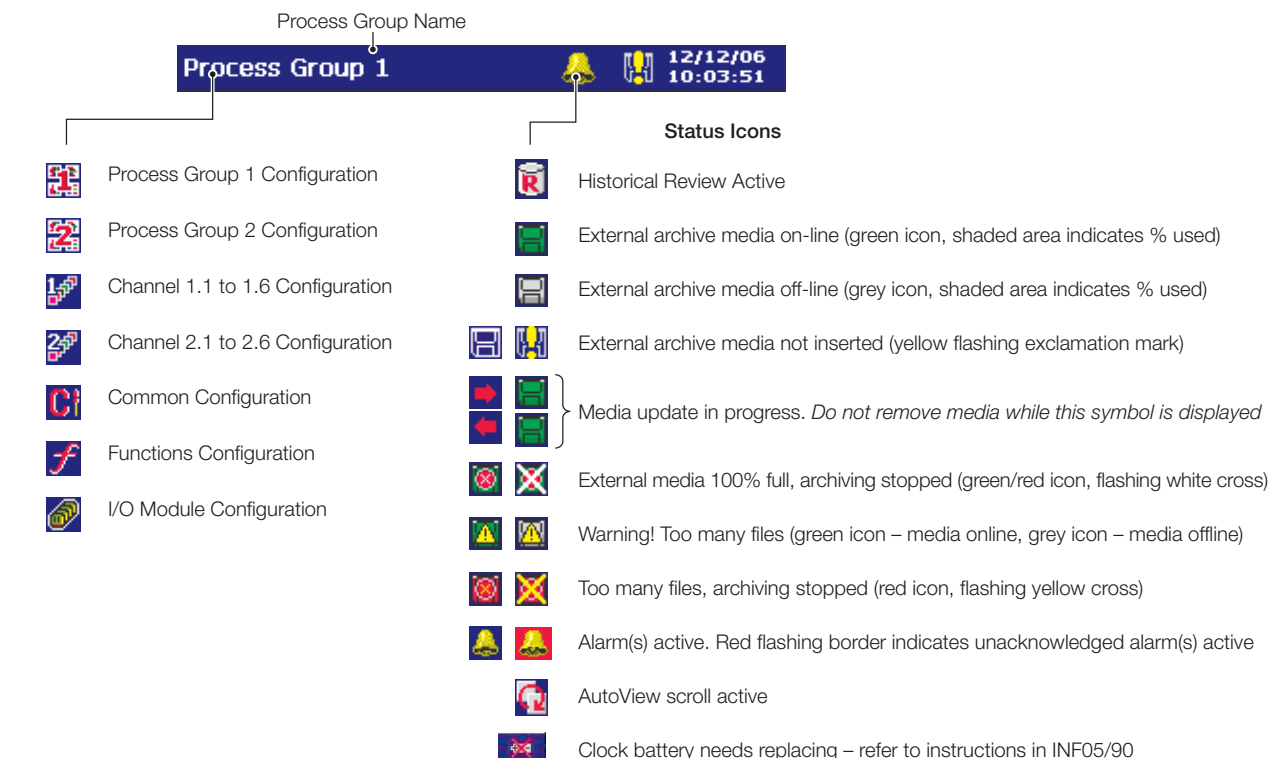 Process Group Name
Process Group 1
12/12/06
10:03:51
Status Icons
1
Process Group 1 Configuration
2
Process Group 2 Configuration
1
Channel 1.1 to 1.6 Configuration
2
Channel 2.1 to 2.6 Configuration
C
Common Configuration
f
Functions Configuration
I/O Module Configuration
R
Historical Review Active
External archive media on-line (green icon, shaded area indicates % used)
External archive media off-line (grey icon, shaded area indicates % used)
External archive media not inserted (yellow flashing exclamation mark)
Media update in progress. Do not remove media while this symbol is displayed
External media 100% full, archiving stopped (green/red icon, flashing white cross)
Warning! Too many files (green icon – media online, grey icon – media offline)
Too many files, archiving stopped (red icon, flashing yellow cross)
Alarm(s) active. Red flashing border indicates unacknowledged alarm(s) active
AutoView scroll active
Clock battery needs replacing – refer to instructions in INF05/90